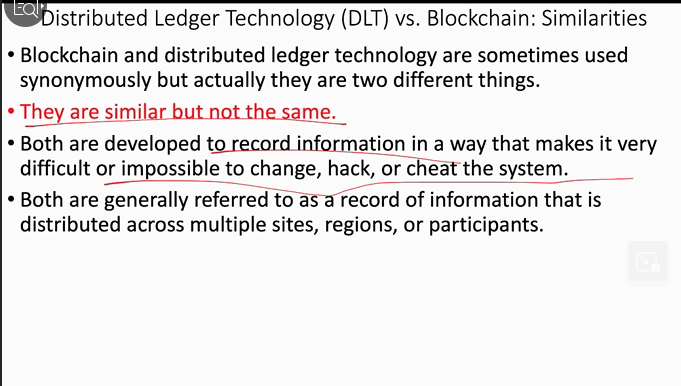 Distributed Ledger Technology (DLT) vs. Blockchain: Similarities
• Blockchain and distributed ledger technology are sometimes used
synonymously but actually they are two different things.
• They are similar but not the same.
• Both are developed to record information in a way that makes it very
difficult or impossible to change, hack, or cheat the system.
• Both are generally referred to as a record of information that is
distributed across multiple sites, regions, or participants.